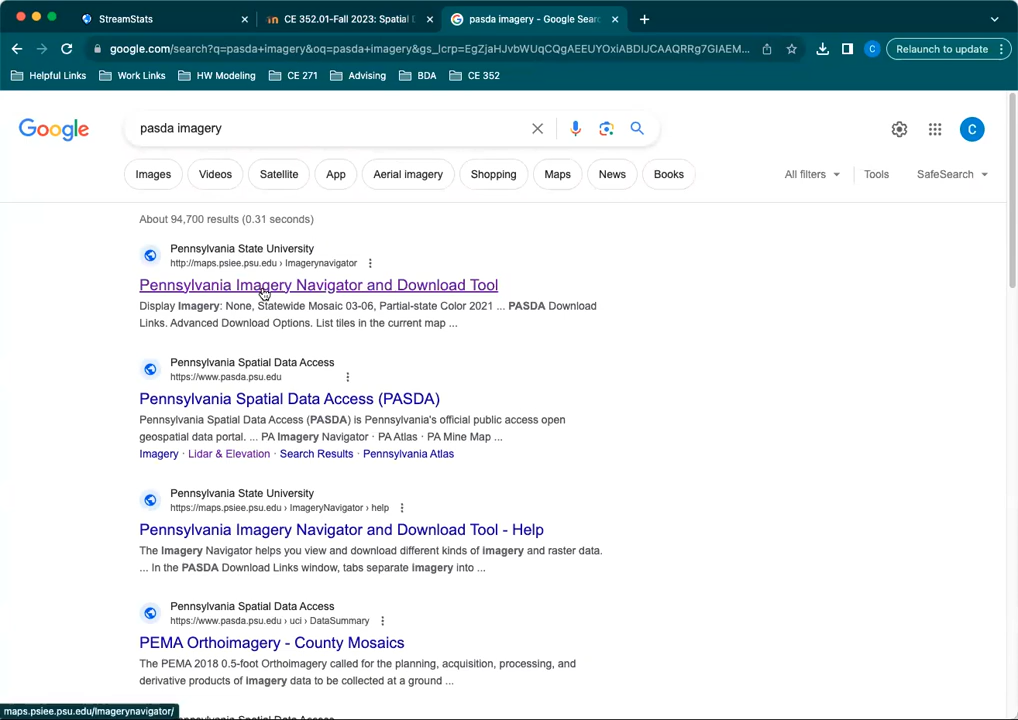 StreamStats
CE 352.01-Fall 2023: Spatial D
pasda imagery - Google Searc
google.com/search?q=pasda+imagery&oq=pasda+imagery&gs_lcrp=EgZjaHJvbWUqCQgAEEUYOxiABDIJCAAQRRg7GIAEM...
Relaunch to update
Helpful Links
Work Links
HW Modeling
CE 271
Advising
BDA
CE 352
Google
pasda imagery
C
Images
Videos
Satellite
App
Aerial imagery
Shopping
Maps
News
Books
All filters
Tools
SafeSearch
About 94,700 results (0.31 seconds)
Pennsylvania State University
http://maps.psiee.psu.edu › Imagerynavigator
Pennsylvania Imagery Navigator and Download Tool
Display Imagery: None, Statewide Mosaic 03-06, Partial-state Color 2021 ... PASDA Download
Links. Advanced Download Options. List tiles in the current map ...
Pennsylvania Spatial Data Access
https://www.pasda.psu.edu
Pennsylvania Spatial Data Access (PASDA)
Pennsylvania Spatial Data Access (PASDA) is Pennsylvania's official public access open
geospatial data portal. ... PA Imagery Navigator · PA Atlas · PA Mine Map ...
Imagery · Lidar & Elevation · Search Results · Pennsylvania Atlas
Pennsylvania State University
https://maps.psiee.psu.edu › ImageryNavigator › help
Pennsylvania Imagery Navigator and Download Tool - Help
The Imagery Navigator helps you view and download different kinds of imagery and raster data.
... In the PASDA Download Links window, tabs separate imagery into ...
Pennsylvania Spatial Data Access
https://www.pasda.psu.edu › uci › DataSummary
PEMA Orthoimagery - County Mosaics
The PEMA 2018 0.5-foot Orthoimagery called for the planning, acquisition, processing, and
derivative products of imagery data to be collected at a ground ...
maps.psiee.psu.edu/Imagerynavigator/